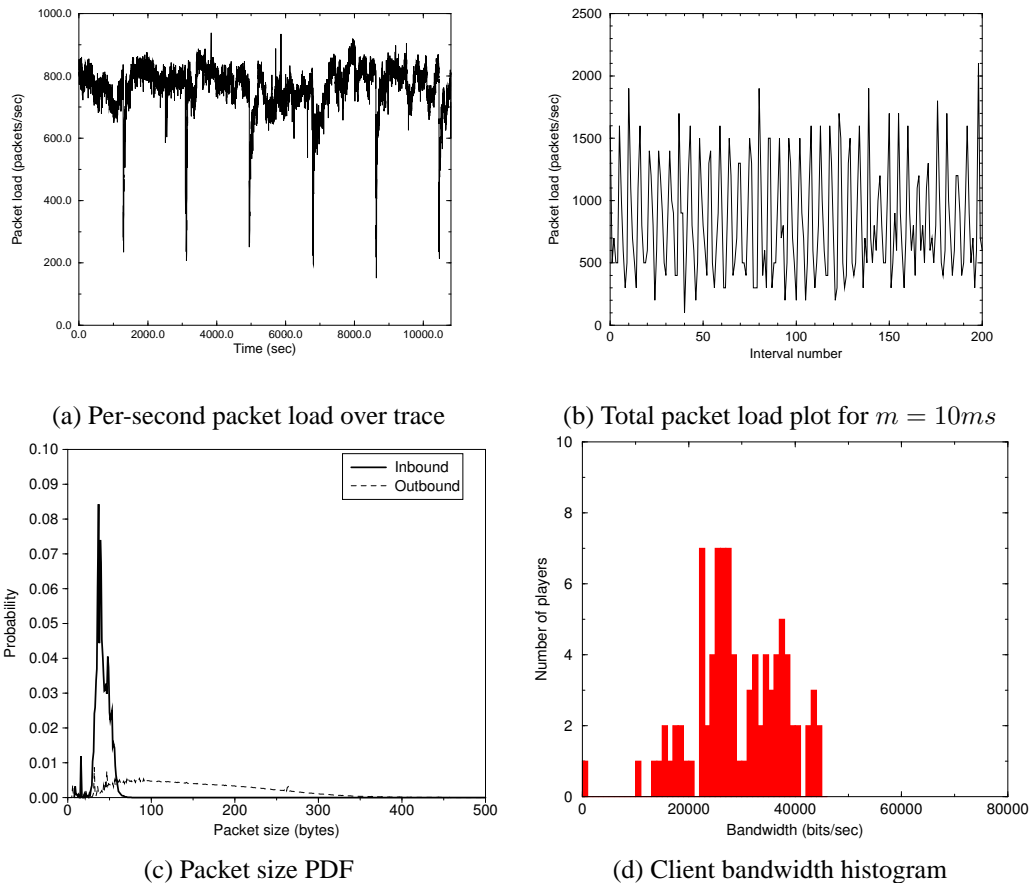 1000.0
800.0
600.0
400.0
200.0
0.0
Packet load (packets/sec)
0.0 2000.0 4000.0 6000.0 8000.0 10000.0
Time (sec)
(a) Per-second packet load over trace
2500
2000
1500
1000
500
0
Packet load (packets/sec)
0 50 100 150 200
Interval number
(b) Total packet load plot for m = 10ms
0.10
0.09
0.08
0.07
0.06
0.05
0.04
0.03
0.02
0.01
0.00
Probability
Inbound
Outbound
0 100 200 300 400 500
Packet size (bytes)
(c) Packet size PDF
10
8
6
4
2
0
Number of players
0 20000 40000 60000 80000
Bandwidth (bits/sec)
(d) Client bandwidth histogram